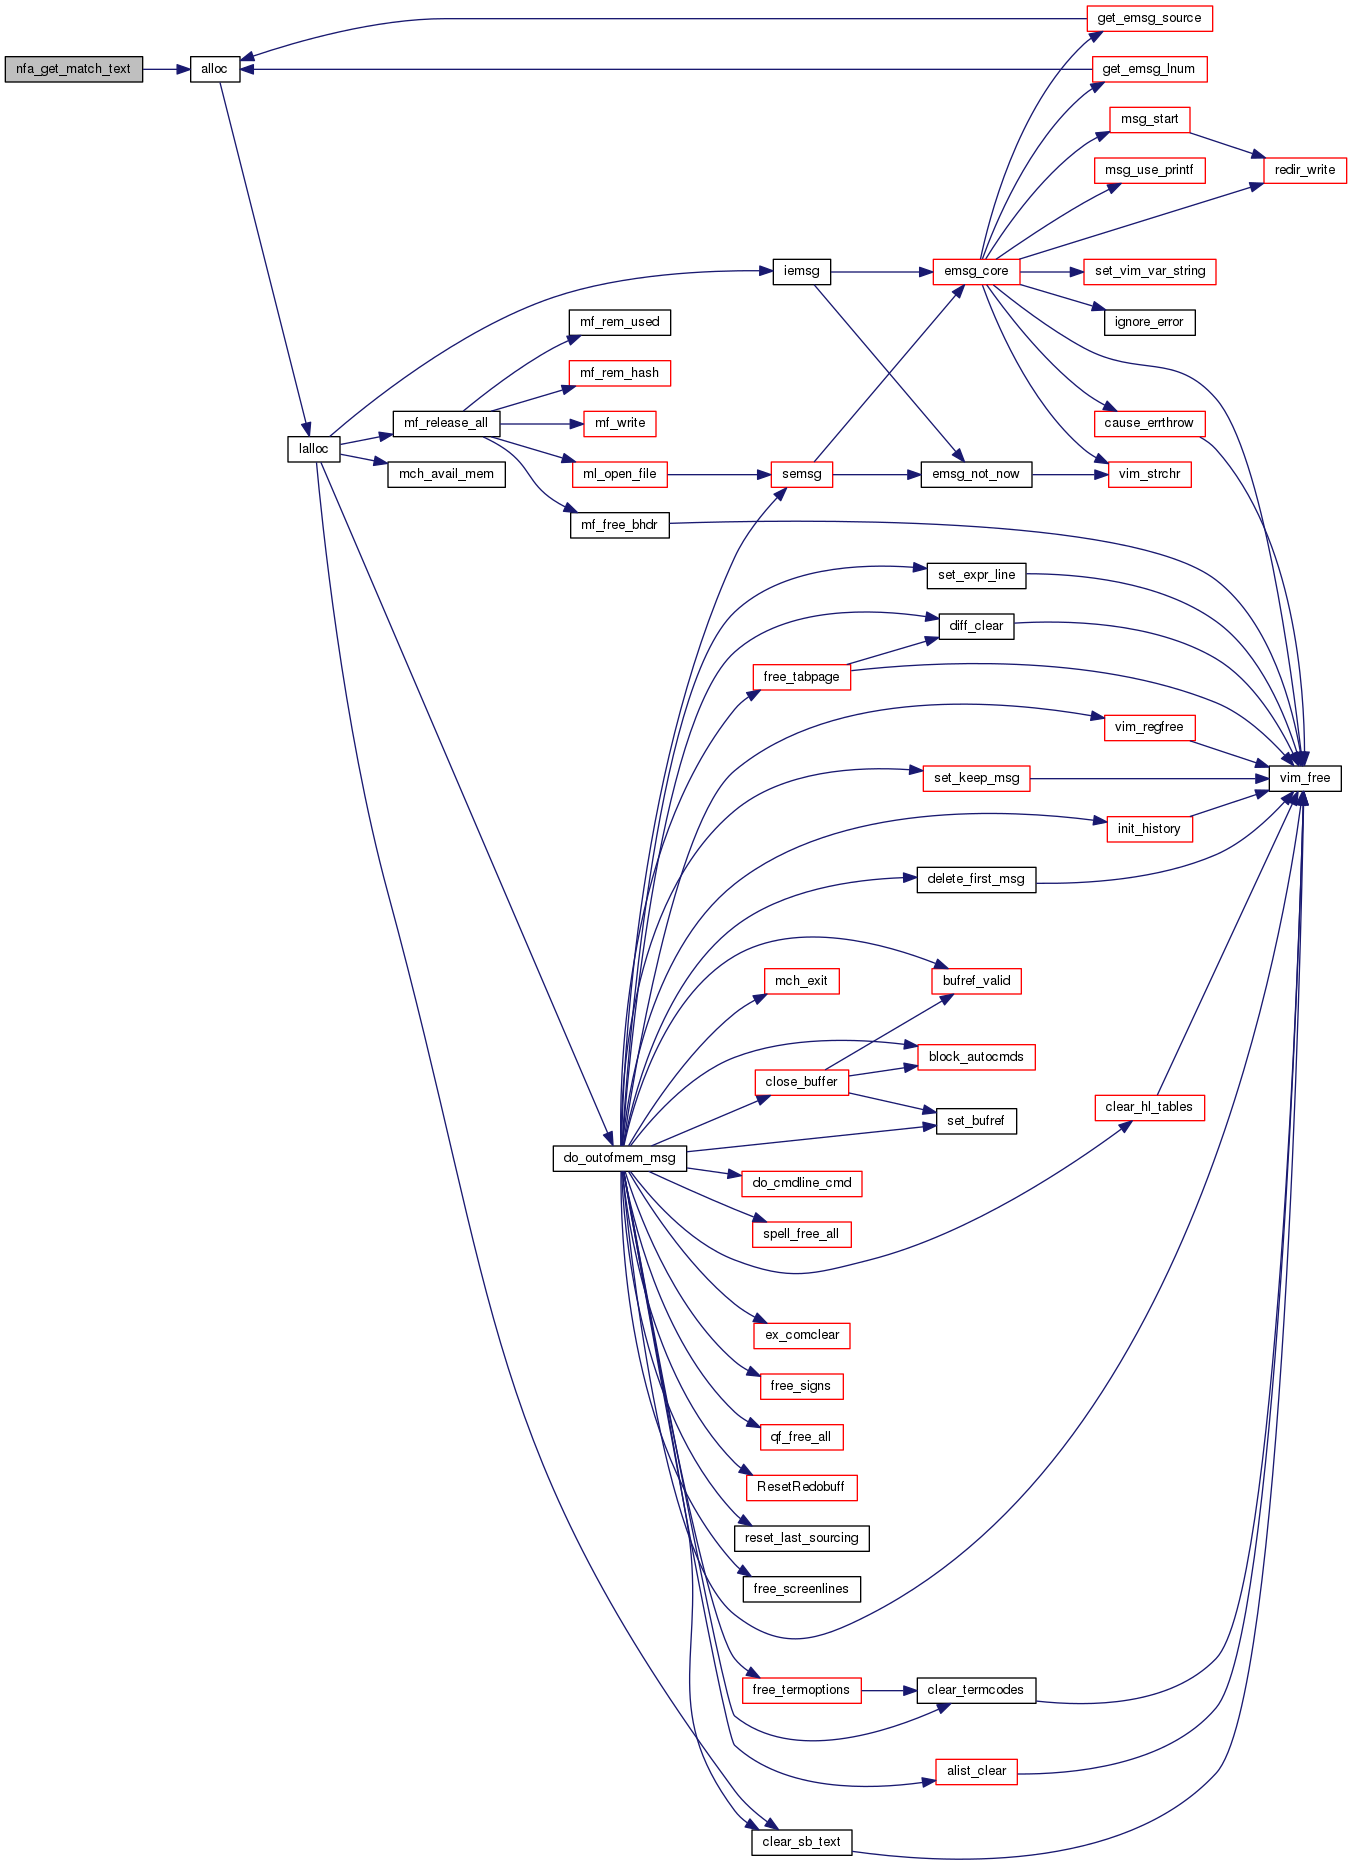 get_emsg_source
nfa_get_match_text
alloc
get_emsg_lnum
msg_start
msg_use_printf
redir_write
iemsg
emsg_core
set_vim_var_string
mf_rem_used
ignore_error
mf_rem_hash
mf_release_all
mf_write
cause_errthrow
lalloc
mch_avail_mem
ml_open_file
semsg
emsg_not_now
vim_strchr
mf_free_bhdr
set_expr_line
diff_clear
free_tabpage
vim_regfree
set_keep_msg
vim_free
init_history
delete_first_msg
mch_exit
bufref_valid
block_autocmds
close_buffer
clear_hl_tables
set_bufref
do_outofmem_msg
do_cmdline_cmd
spell_free_all
ex_comclear
free_signs
qf_free_all
ResetRedobuff
reset_last_sourcing
free_screenlines
free_termoptions
clear_termcodes
alist_clear
clear_sb_text